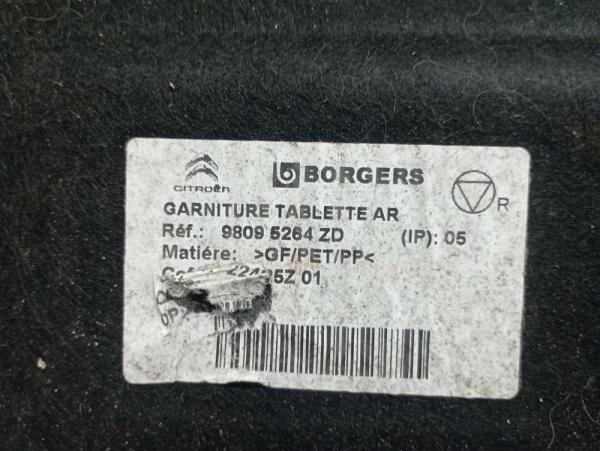 CITROËN BORGERS
R
GARNITURE TABLETTE AR
Réf.: 9809 5264 ZD (IP): 05
Matiére: >GF/PET/PP<
01